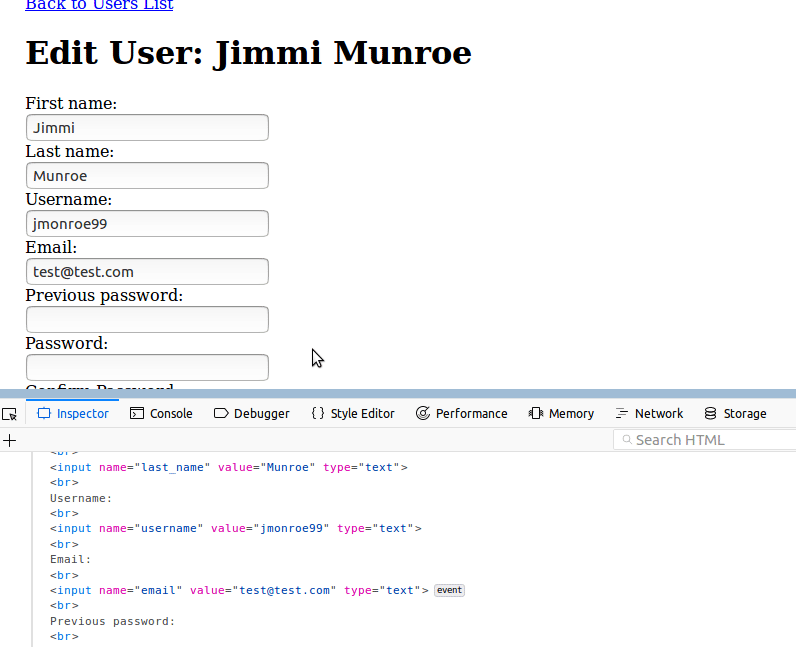 Back to Users List
Edit User: Jimmi Munroe
First name:
Jimmi
Last name:
Munroe
Username:
jmonroe99
Email:
test@test.com
Previous password:
Password:
Confirm Password
Inspector Console Debugger {} Style Editor Performance Memory Network Storage
+ Search HTML
<br>
<input name="last_name" value="Munroe" type="text">
<br>
Username:
<br>
<input name="username" value="jmonroe99" type="text">
<br>
Email:
<br>
<input name="email" value="test@test.com" type="text"> event
<br>
Previous password:
<br>